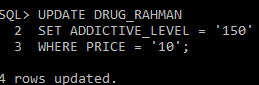 SQL> UPDATE DRUG_RAHMAN
  2  SET ADDICTIVE_LEVEL = '150'
  3  WHERE PRICE = '10';
4 rows updated.